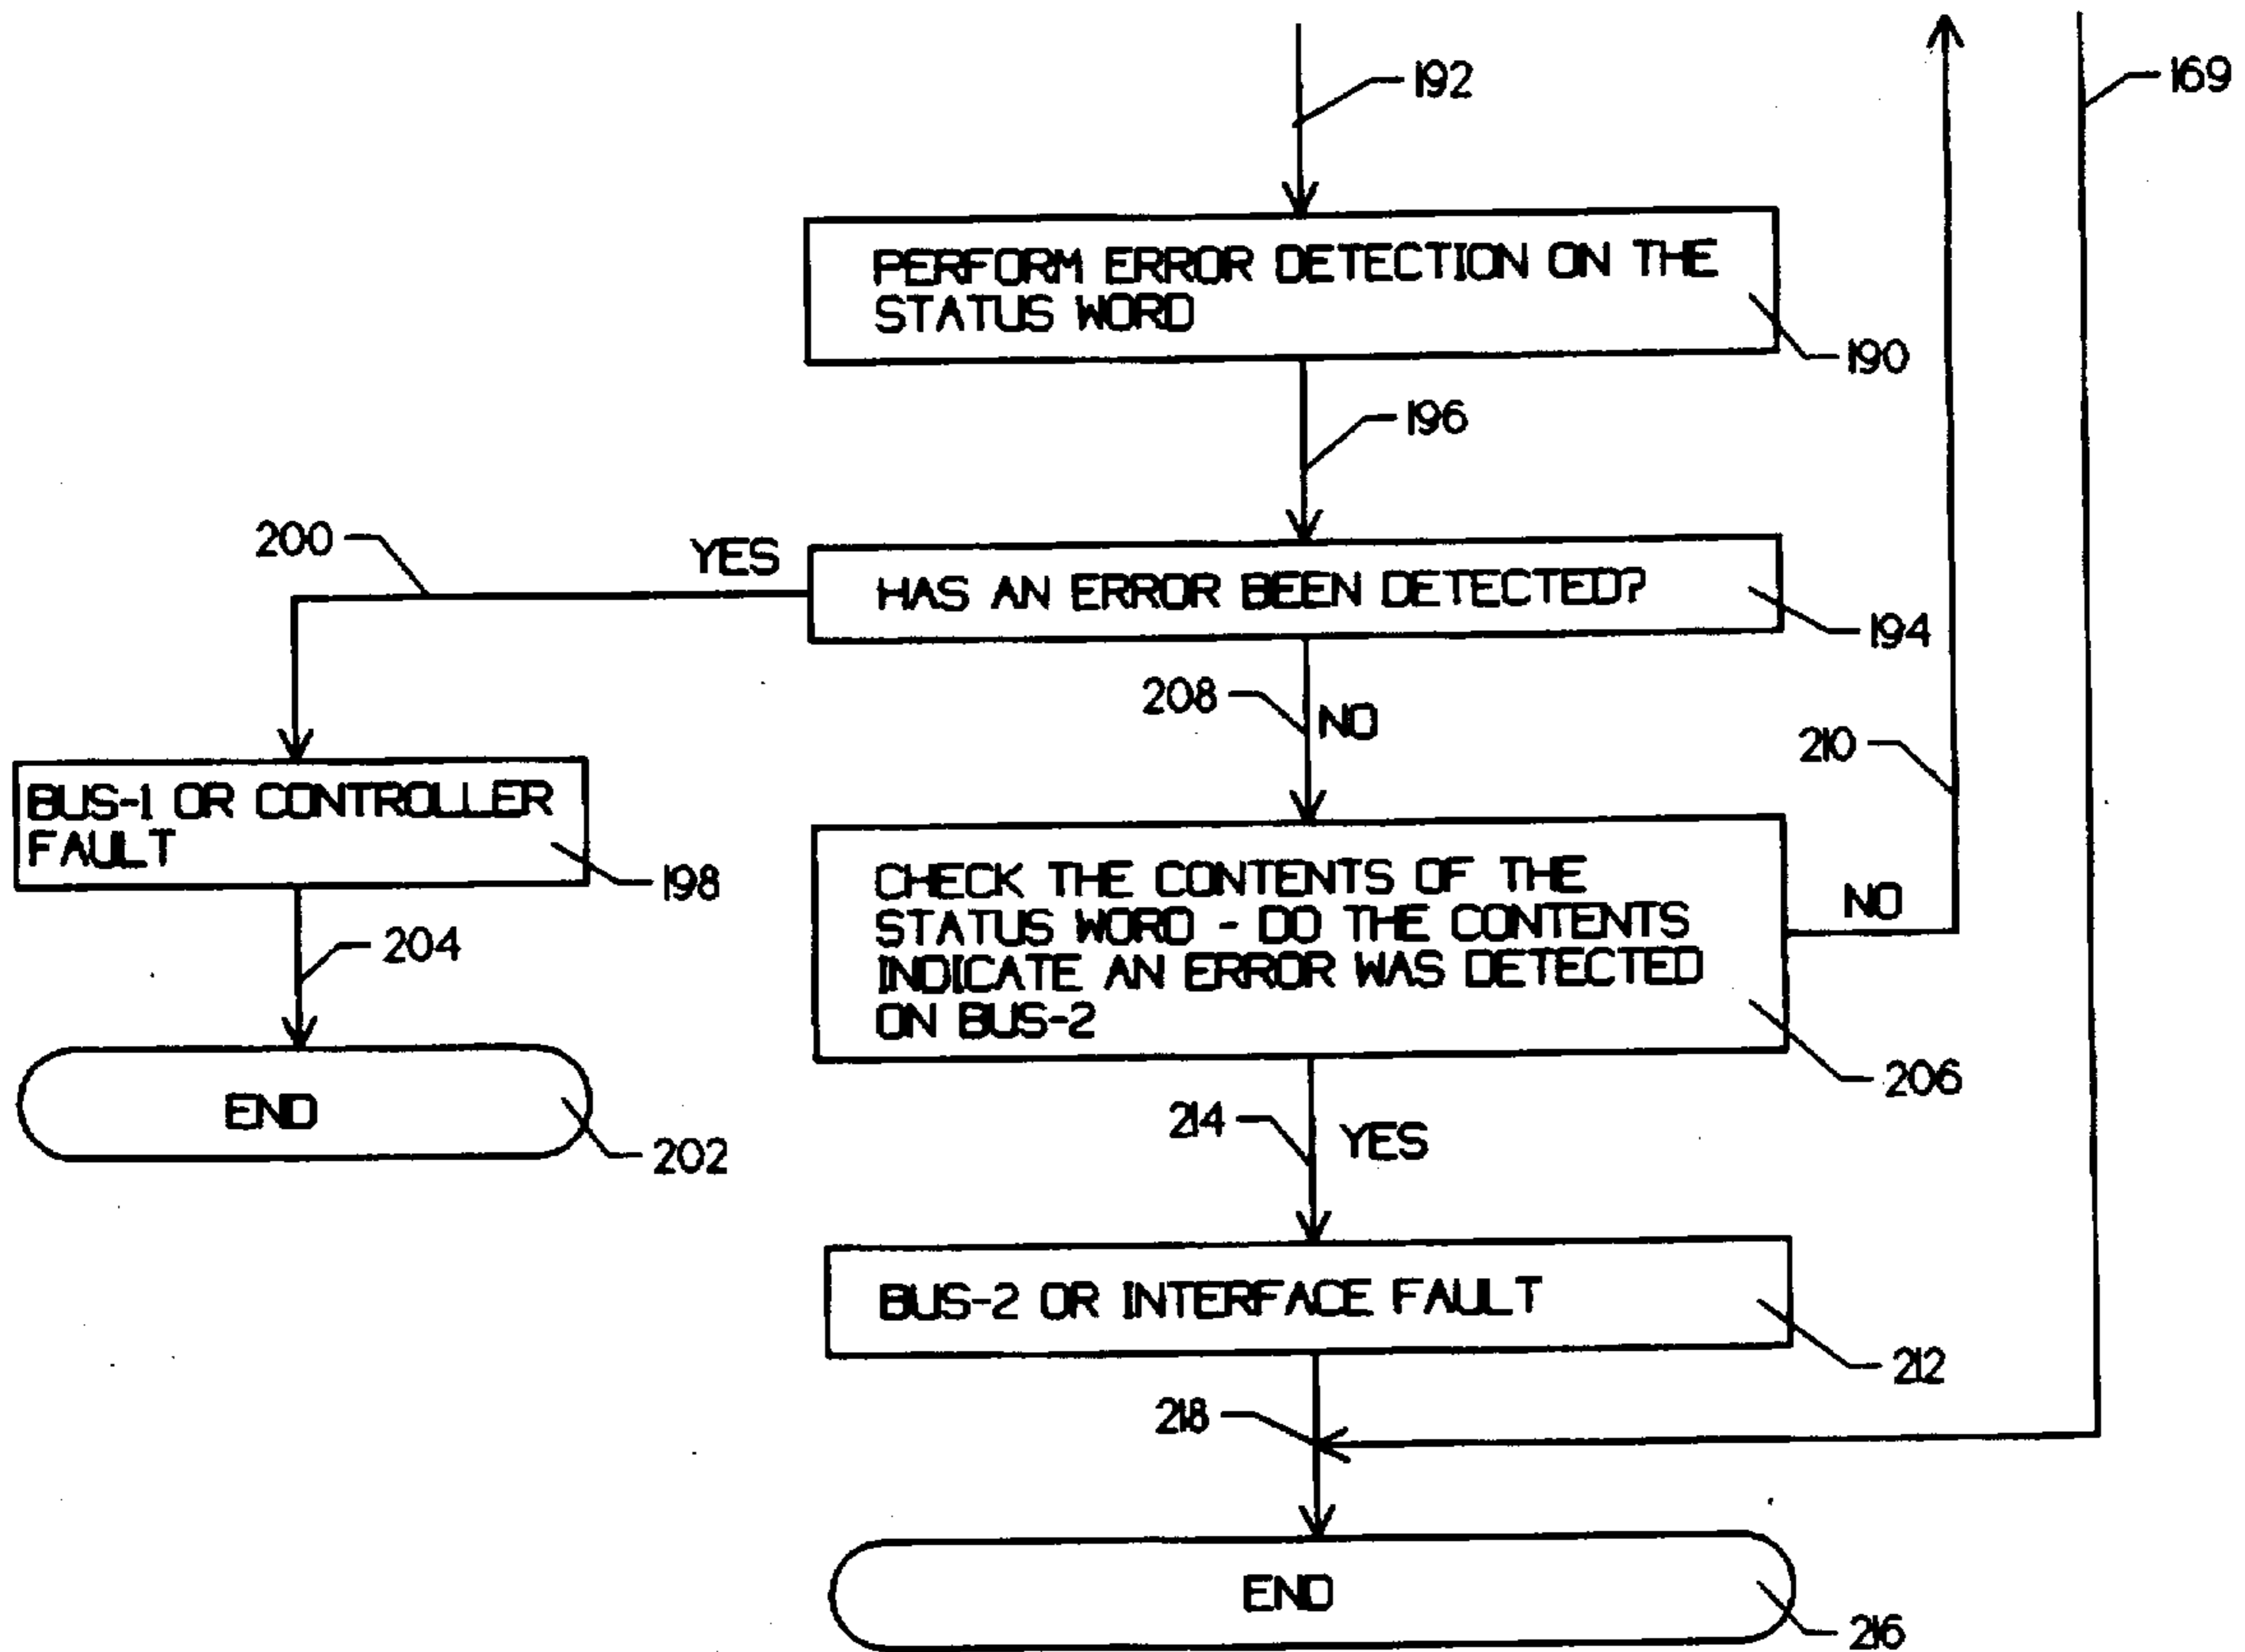 192
169
PERFORM ERROR DETECTION ON THE
STATUS WORD
190
196
200
YES
HAS AN ERROR BEEN DETECTED?
194
208
NO
210
BUS-1 OR CONTROLLER
FAULT
198
CHECK THE CONTENTS OF THE
STATUS WORD - DO THE CONTENTS
INDICATE AN ERROR WAS DETECTED
ON BUS-2
NO
206
204
END
202
214
YES
BUS-2 OR INTERFACE FAULT
212
218
END
216